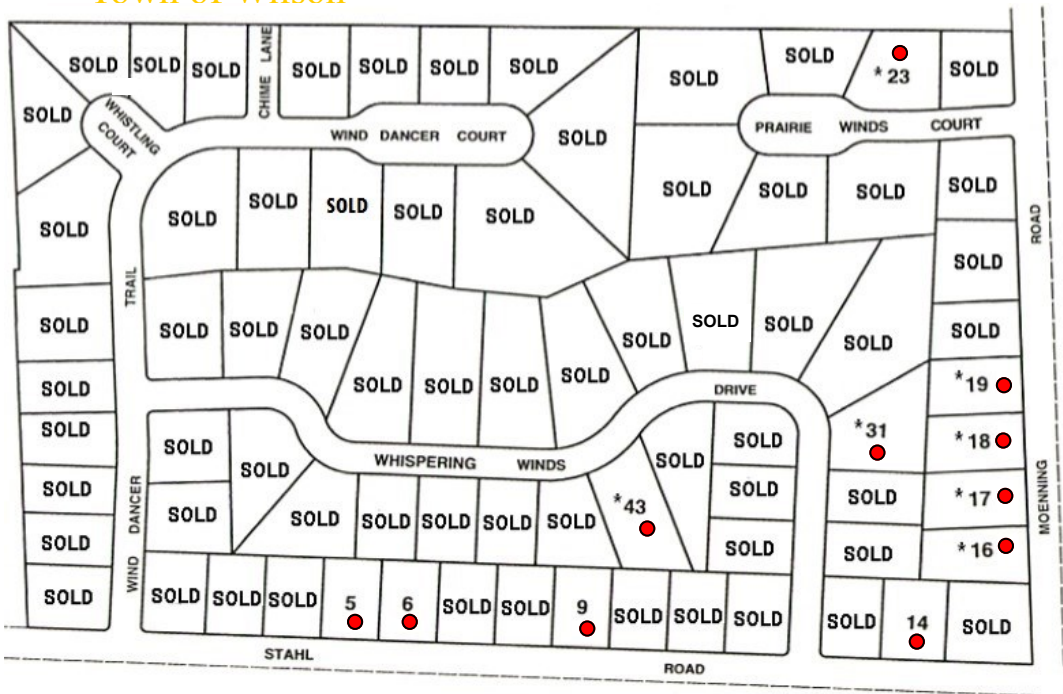 Town of Wilson
SOLD SOLD SOLD CHIME LANE SOLD SOLD SOLD SOLD SOLD SOLD *23 SOLD
SOLD WHISTLING COURT WIND DANCER COURT SOLD PRAIRIE WINDS COURT
SOLD SOLD SOLD SOLD SOLD SOLD SOLD SOLD SOLD
SOLD ROAD
SOLD
TRAIL
SOLD SOLD SOLD SOLD SOLD SOLD SOLD SOLD SOLD
SOLD SOLD SOLD SOLD SOLD DRIVE *19
SOLD SOLD SOLD *31 *18
WHISPERING WINDS
SOLD SOLD SOLD SOLD SOLD *17
SOLD DANCER SOLD SOLD SOLD SOLD SOLD *43 MOENNING
SOLD SOLD SOLD *16
WIND
SOLD SOLD SOLD SOLD 5 6 SOLD SOLD 9 SOLD SOLD SOLD SOLD 14 SOLD
STAHL ROAD